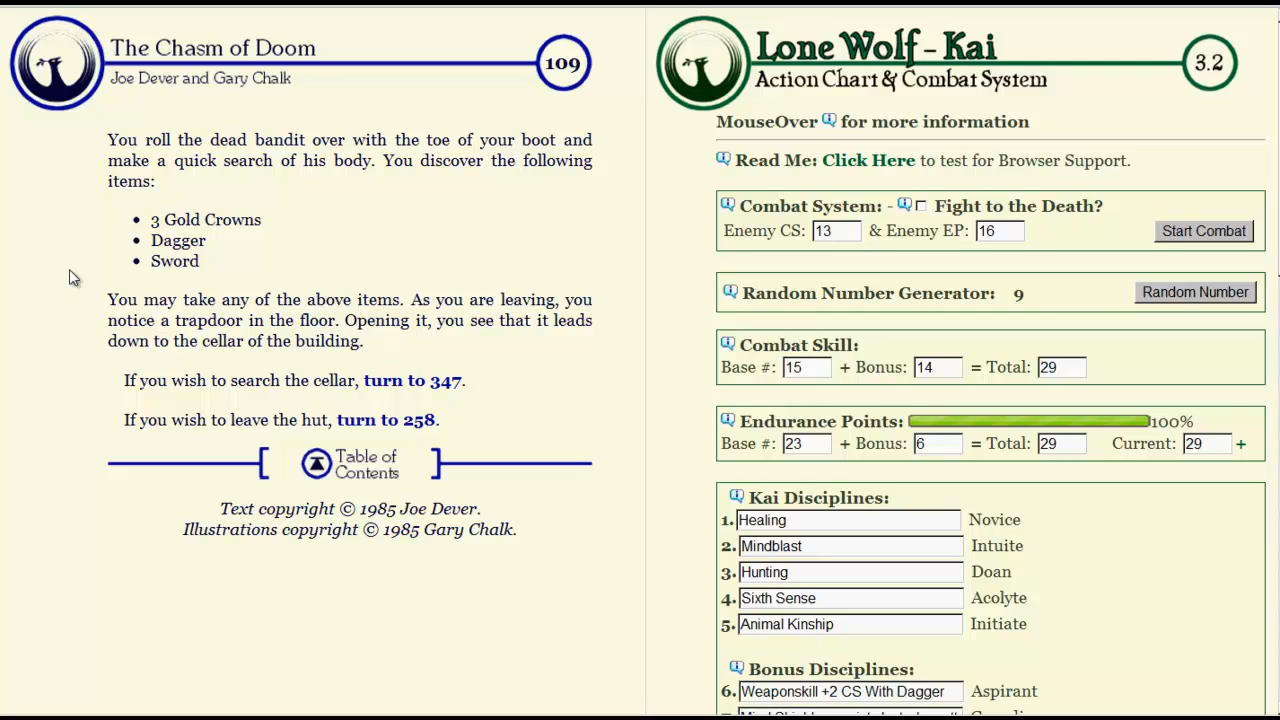 The Chasm of Doom
Joe Dever and Gary Chalk
109
You roll the dead bandit over with the toe of your boot and
make a quick search of his body. You discover the following
items:
• 3 Gold Crowns
• Dagger
• Sword
You may take any of the above items. As you are leaving, you
notice a trapdoor in the floor. Opening it, you see that it leads
down to the cellar of the building.
If you wish to search the cellar, turn to 347.
If you wish to leave the hut, turn to 258.
Table of
Contents
Text copyright © 1985 Joe Dever.
Illustrations copyright © 1985 Gary Chalk.
Lone Wolf - Kai
Action Chart & Combat System
3.2
MouseOver for more information
Read Me: Click Here to test for Browser Support.
Combat System: - Fight to the Death?
Enemy CS: 13 & Enemy EP: 16 Start Combat
Random Number Generator: 9 Random Number
Combat Skill:
Base #: 15 + Bonus: 14 = Total: 29
Endurance Points: 100%
Base #: 23 + Bonus: 6 = Total: 29 Current: 29 +
Kai Disciplines:
1. Healing Novice
2. Mindblast Intuite
3. Hunting Doan
4. Sixth Sense Acolyte
5. Animal Kinship Initiate
Bonus Disciplines:
6. Weaponskill +2 CS With Dagger Aspirant